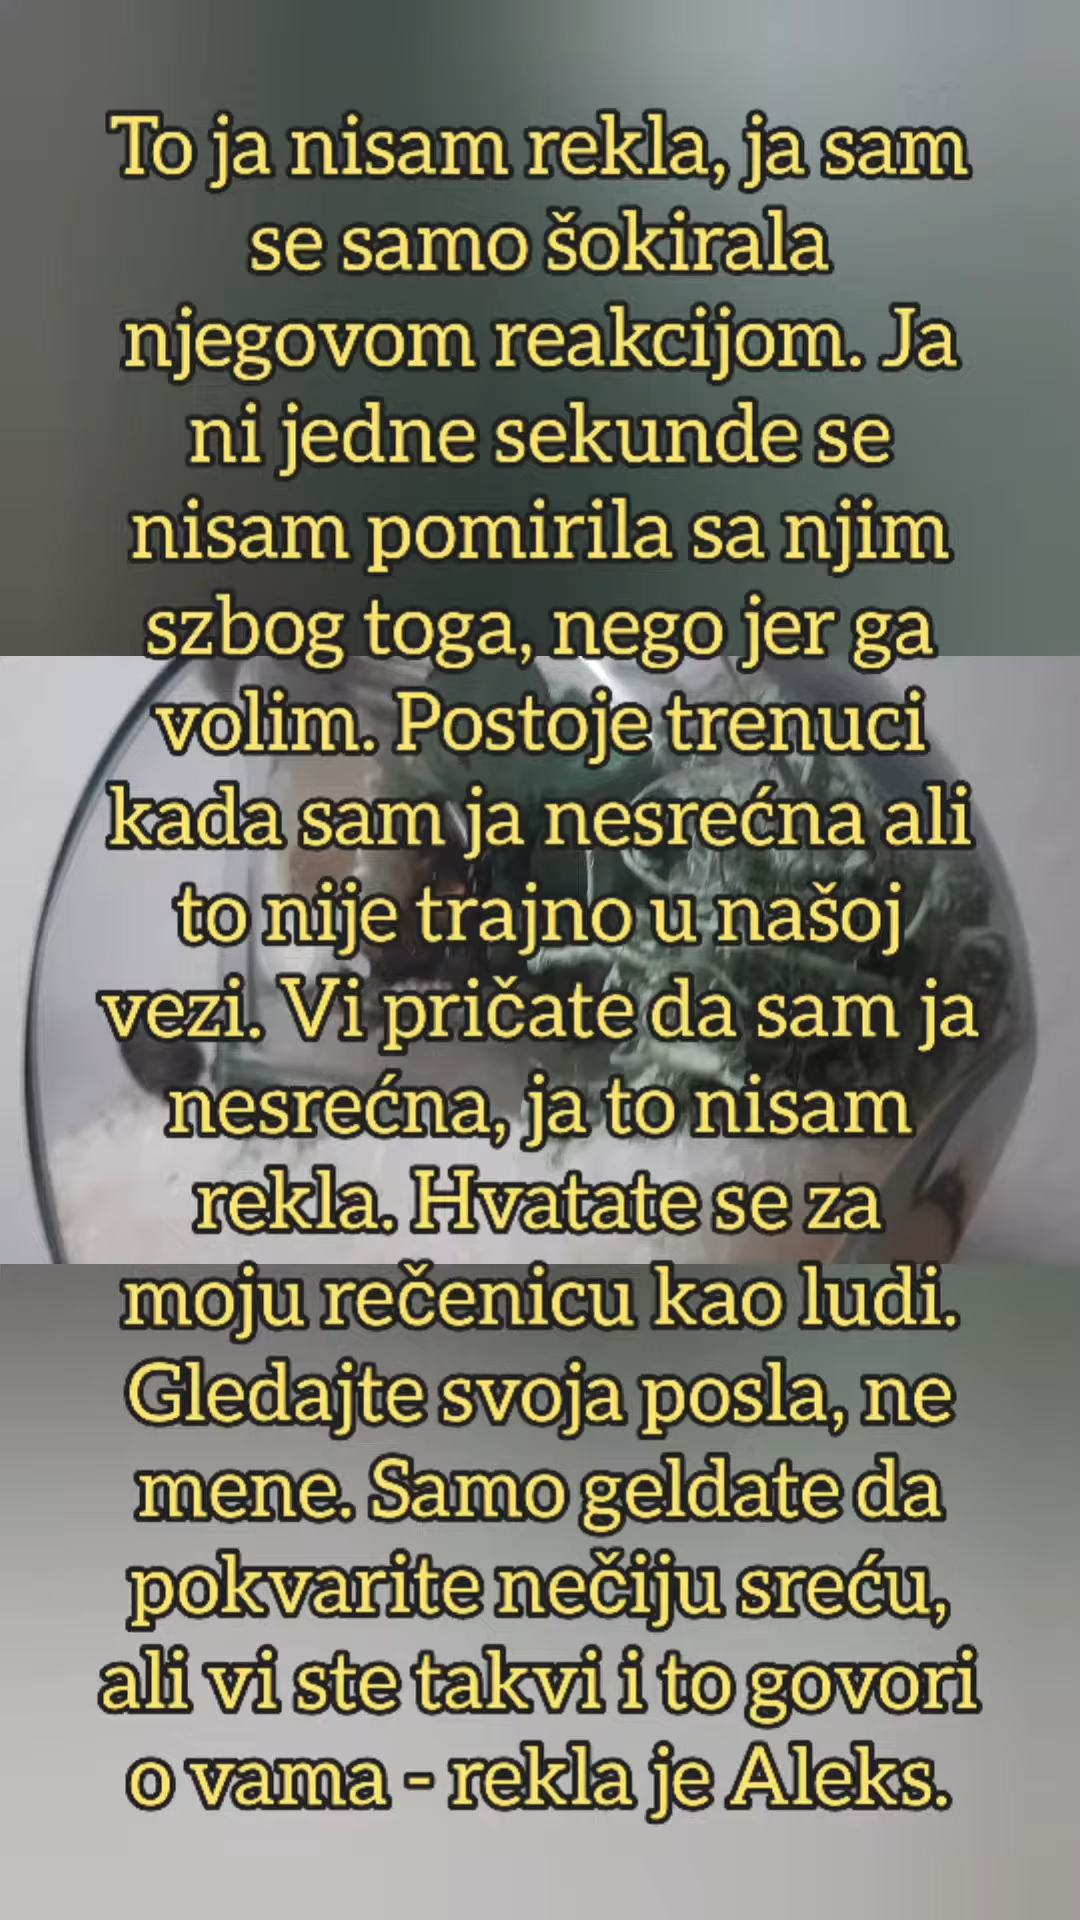 To ja nisam rekla, ja sam
se samo šokirala
njegovom reakcijom. Ja
ni jedne sekunde se
nisam pomirila sa njim
szbog toga, nego jer ga
volim. Postoje trenuci
kada sam ja nesrećna ali
to nije trajno u našoj
vezi. Vi pričate da sam ja
nesrećna, ja to nisam
rekla. Hvatate se za
moju rečenicu kao ludi.
Gledajte svoja posla, ne
mene. Samo geldate da
pokvarite nečiju sreću,
ali vi ste takvi i to govori
o vama - rekla je Aleks.